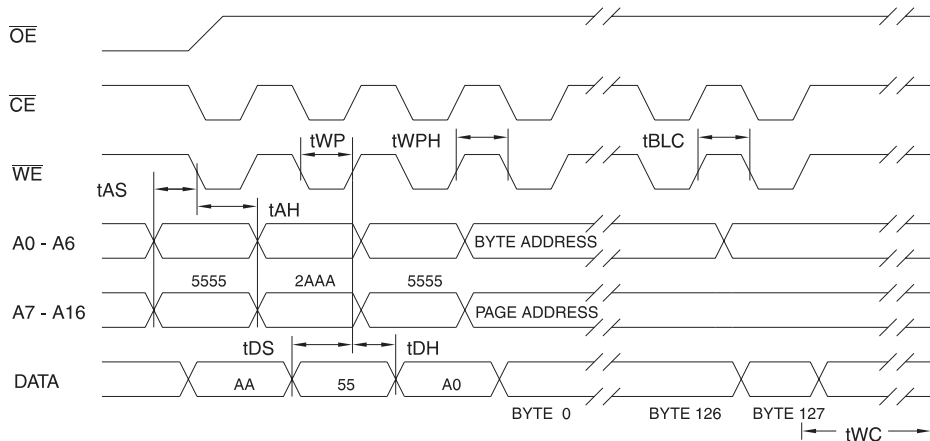 OE
CE
tWP tWPH tBLC
WE
tAS
tAH
A0 - A6 BYTE ADDRESS
5555 2AAA 5555
A7 - A16 PAGE ADDRESS
tDS tDH
DATA AA 55 A0
BYTE 0 BYTE 126 BYTE 127
tWC